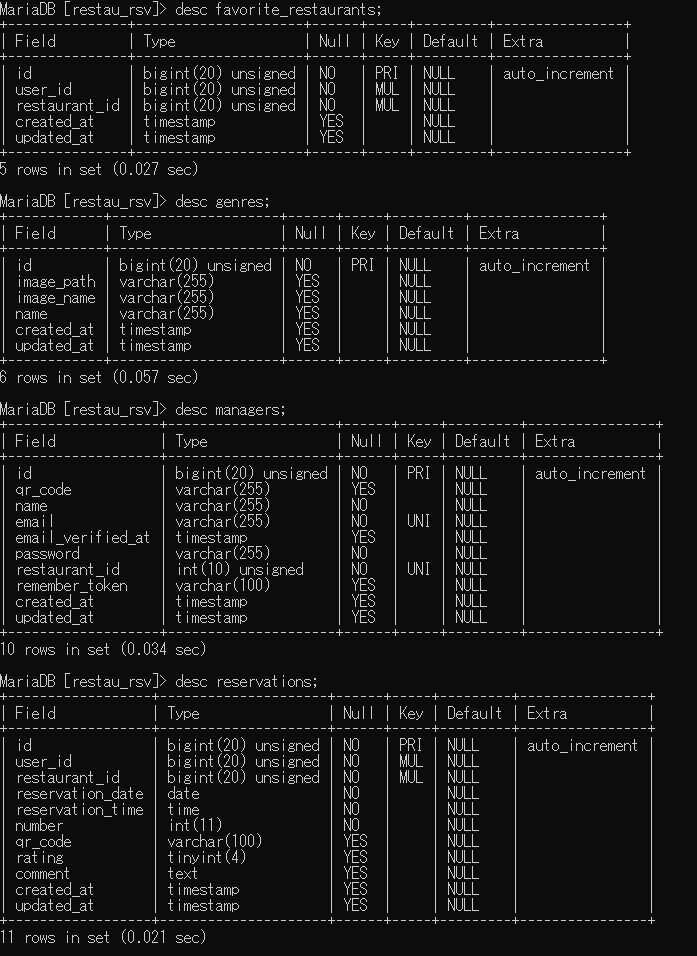 MariaDB [restau_rsv]> desc favorite_restaurants;
+---------------+---------------------+------+-----+---------+----------------+
| Field         | Type                | Null | Key | Default | Extra          |
+---------------+---------------------+------+-----+---------+----------------+
| id            | bigint(20) unsigned | NO   | PRI | NULL    | auto_increment |
| user_id       | bigint(20) unsigned | NO   | MUL | NULL    |                |
| restaurant_id | bigint(20) unsigned | NO   | MUL | NULL    |                |
| created_at    | timestamp           | YES  |     | NULL    |                |
| updated_at    | timestamp           | YES  |     | NULL    |                |
+---------------+---------------------+------+-----+---------+----------------+
5 rows in set (0.027 sec)
MariaDB [restau_rsv]> desc genres;
+------------+---------------------+------+-----+---------+----------------+
| Field      | Type                | Null | Key | Default | Extra          |
+------------+---------------------+------+-----+---------+----------------+
| id         | bigint(20) unsigned | NO   | PRI | NULL    | auto_increment |
| image_path | varchar(255)        | YES  |     | NULL    |                |
| image_name | varchar(255)        | YES  |     | NULL    |                |
| name       | varchar(255)        | YES  |     | NULL    |                |
| created_at | timestamp           | YES  |     | NULL    |                |
| updated_at | timestamp           | YES  |     | NULL    |                |
+------------+---------------------+------+-----+---------+----------------+
6 rows in set (0.057 sec)
MariaDB [restau_rsv]> desc managers;
+-------------------+---------------------+------+-----+---------+----------------+
| Field             | Type                | Null | Key | Default | Extra          |
+-------------------+---------------------+------+-----+---------+----------------+
| id                | bigint(20) unsigned | NO   | PRI | NULL    | auto_increment |
| qr_code           | varchar(255)        | YES  |     | NULL    |                |
| name              | varchar(255)        | NO   |     | NULL    |                |
| email             | varchar(255)        | NO   | UNI | NULL    |                |
| email_verified_at | timestamp           | YES  |     | NULL    |                |
| password          | varchar(255)        | NO   |     | NULL    |                |
| restaurant_id     | int(10) unsigned    | NO   | UNI | NULL    |                |
| remember_token    | varchar(100)        | YES  |     | NULL    |                |
| created_at        | timestamp           | YES  |     | NULL    |                |
| updated_at        | timestamp           | YES  |     | NULL    |                |
+-------------------+---------------------+------+-----+---------+----------------+
10 rows in set (0.034 sec)
MariaDB [restau_rsv]> desc reservations;
+------------------+---------------------+------+-----+---------+----------------+
| Field            | Type                | Null | Key | Default | Extra          |
+------------------+---------------------+------+-----+---------+----------------+
| id               | bigint(20) unsigned | NO   | PRI | NULL    | auto_increment |
| user_id          | bigint(20) unsigned | NO   | MUL | NULL    |                |
| restaurant_id    | bigint(20) unsigned | NO   | MUL | NULL    |                |
| reservation_date | date                | NO   |     | NULL    |                |
| reservation_time | time                | NO   |     | NULL    |                |
| number           | int(11)             | NO   |     | NULL    |                |
| qr_code          | varchar(100)        | YES  |     | NULL    |                |
| rating           | tinyint(4)          | YES  |     | NULL    |                |
| comment          | text                | YES  |     | NULL    |                |
| created_at       | timestamp           | YES  |     | NULL    |                |
| updated_at       | timestamp           | YES  |     | NULL    |                |
+------------------+---------------------+------+-----+---------+----------------+
11 rows in set (0.021 sec)